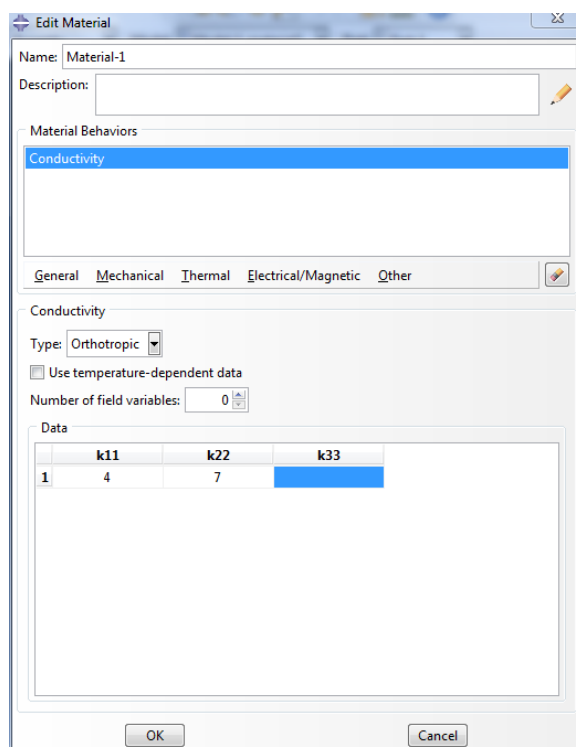 Edit Material
Name: Material-1
Description:
Material Behaviors
Conductivity
General Mechanical Thermal Electrical/Magnetic Other
Conductivity
Type: Orthotropic
Use temperature-dependent data
Number of field variables: 0
Data
k11 k22 k33
1 4 7
OK Cancel